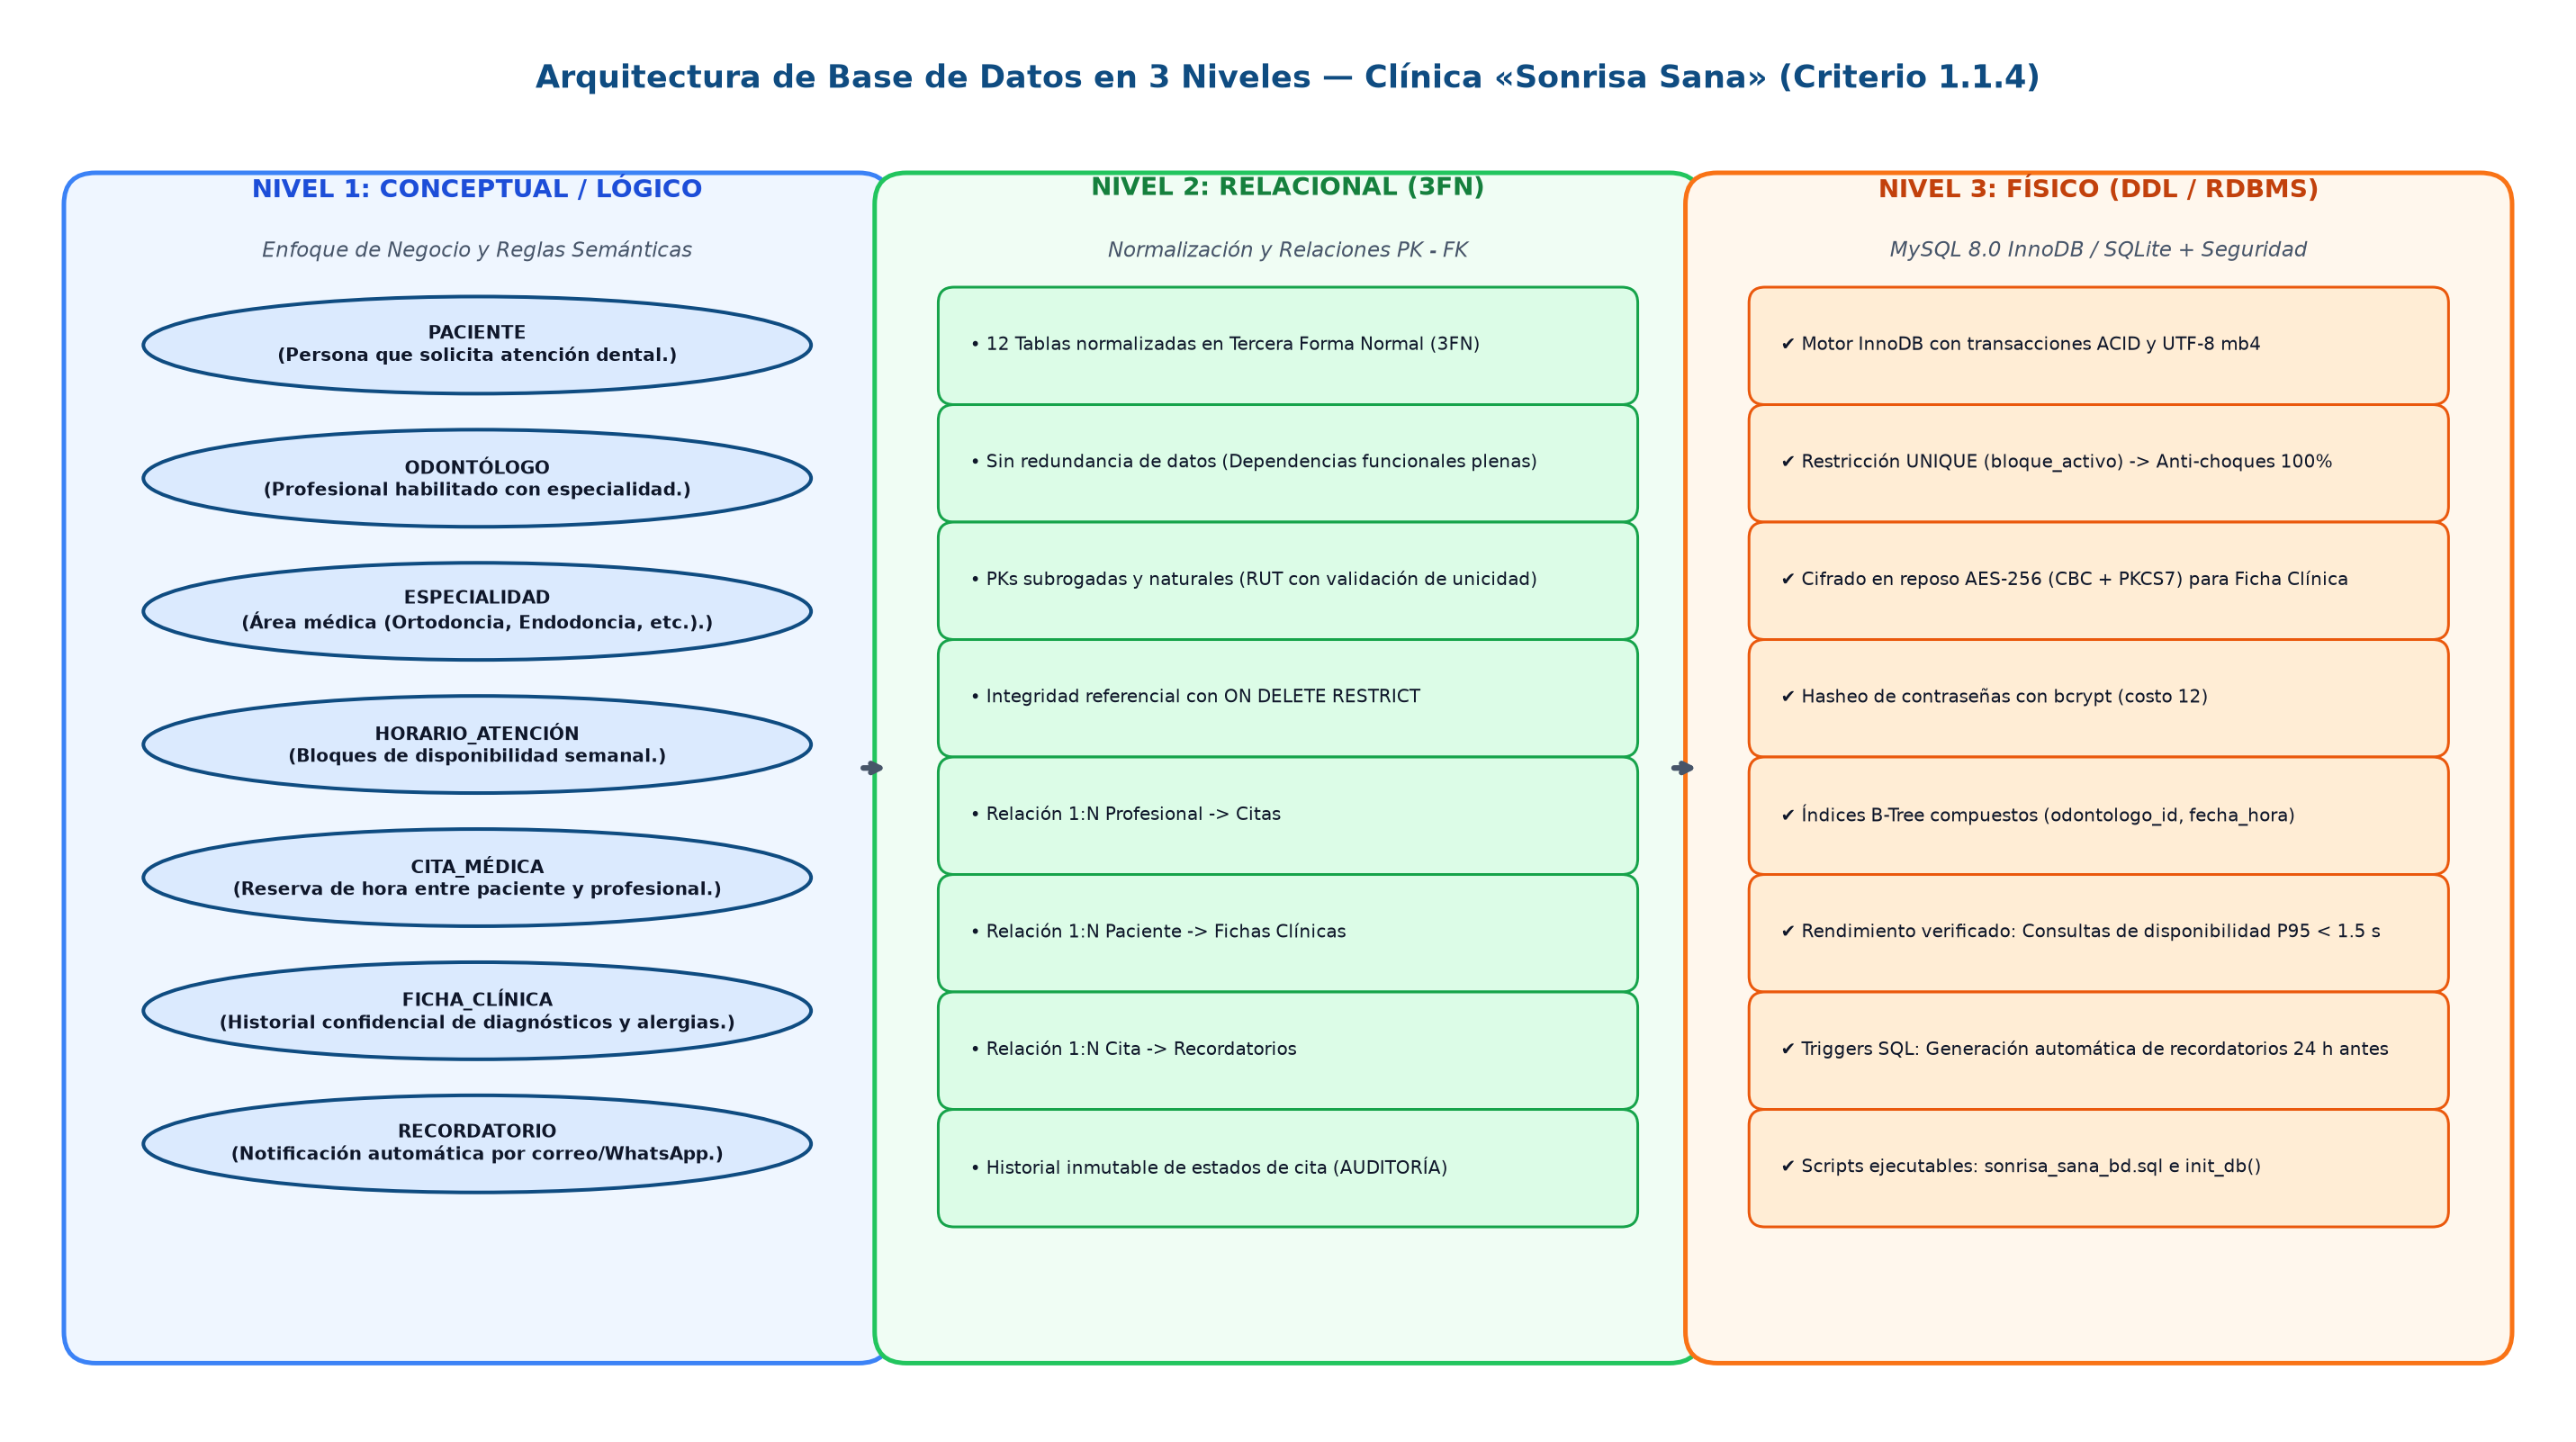 Arquitectura de Base de Datos en 3 Niveles — Clínica «Sonrisa Sana» (Criterio 1.1.4)
NIVEL 1: CONCEPTUAL / LÓGICO
Enfoque de Negocio y Reglas Semánticas
PACIENTE
(Persona que solicita atención dental.)
ODONTÓLOGO
(Profesional habilitado con especialidad.)
ESPECIALIDAD
(Área médica (Ortodoncia, Endodoncia, etc.).)
HORARIO_ATENCIÓN
(Bloques de disponibilidad semanal.)
CITA_MÉDICA
(Reserva de hora entre paciente y profesional.)
FICHA_CLÍNICA
(Historial confidencial de diagnósticos y alergias.)
RECORDATORIO
(Notificación automática por correo/WhatsApp.)
NIVEL 2: RELACIONAL (3FN)
Normalización y Relaciones PK - FK
• 12 Tablas normalizadas en Tercera Forma Normal (3FN)
• Sin redundancia de datos (Dependencias funcionales plenas)
• PKs subrogadas y naturales (RUT con validación de unicidad)
• Integridad referencial con ON DELETE RESTRICT
• Relación 1:N Profesional -> Citas
• Relación 1:N Paciente -> Fichas Clínicas
• Relación 1:N Cita -> Recordatorios
• Historial inmutable de estados de cita (AUDITORÍA)
NIVEL 3: FÍSICO (DDL / RDBMS)
MySQL 8.0 InnoDB / SQLite + Seguridad
✔ Motor InnoDB con transacciones ACID y UTF-8 mb4
✔ Restricción UNIQUE (bloque_activo) -> Anti-choques 100%
✔ Cifrado en reposo AES-256 (CBC + PKCS7) para Ficha Clínica
✔ Hasheo de contraseñas con bcrypt (costo 12)
✔ Índices B-Tree compuestos (odontologo_id, fecha_hora)
✔ Rendimiento verificado: Consultas de disponibilidad P95 < 1.5 s
✔ Triggers SQL: Generación automática de recordatorios 24 h antes
✔ Scripts ejecutables: sonrisa_sana_bd.sql e init_db()